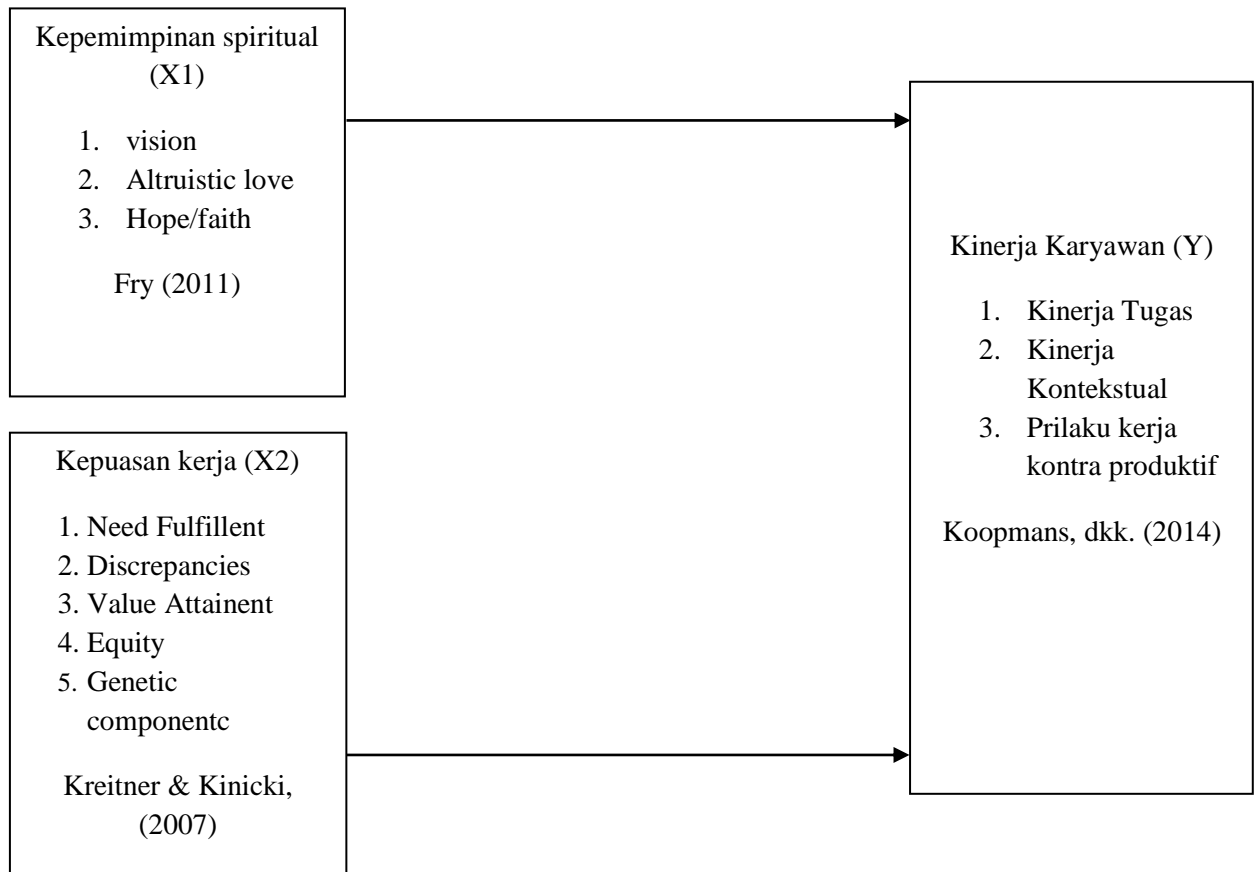 Kepemimpinan spiritual
(X1)
1. vision
2. Altruistic love
3. Hope/faith
Fry (2011)
Kepuasan kerja (X2)
1. Need Fulfillent
2. Discrepancies
3. Value Attainent
4. Equity
5. Genetic
componentc
Kreitner & Kinicki,
(2007)
Kinerja Karyawan (Y)
1. Kinerja Tugas
2. Kinerja
Kontekstual
3. Prilaku kerja
kontra produktif
Koopmans, dkk. (2014)